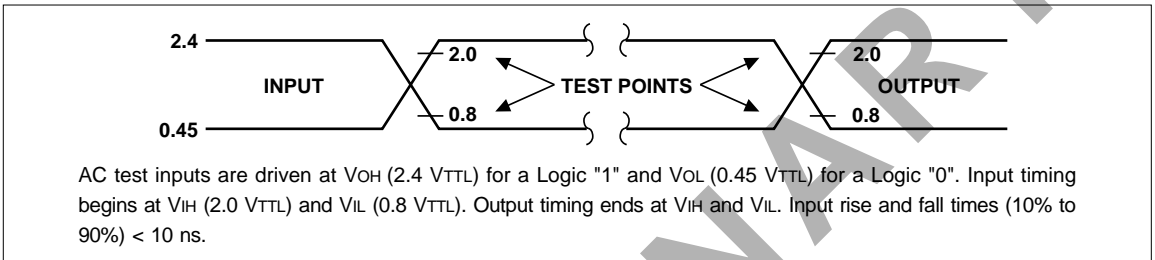 2.4
2.0
2.0
INPUT
TEST POINTS
OUTPUT
0.8
0.8
0.45
AC test inputs are driven at VOH (2.4 VTTL) for a Logic "1" and VOL (0.45 VTTL) for a Logic "0". Input timing
begins at VIH (2.0 VTTL) and VIL (0.8 VTTL). Output timing ends at VIH and VIL. Input rise and fall times (10% to
90%) < 10 ns.
NAR